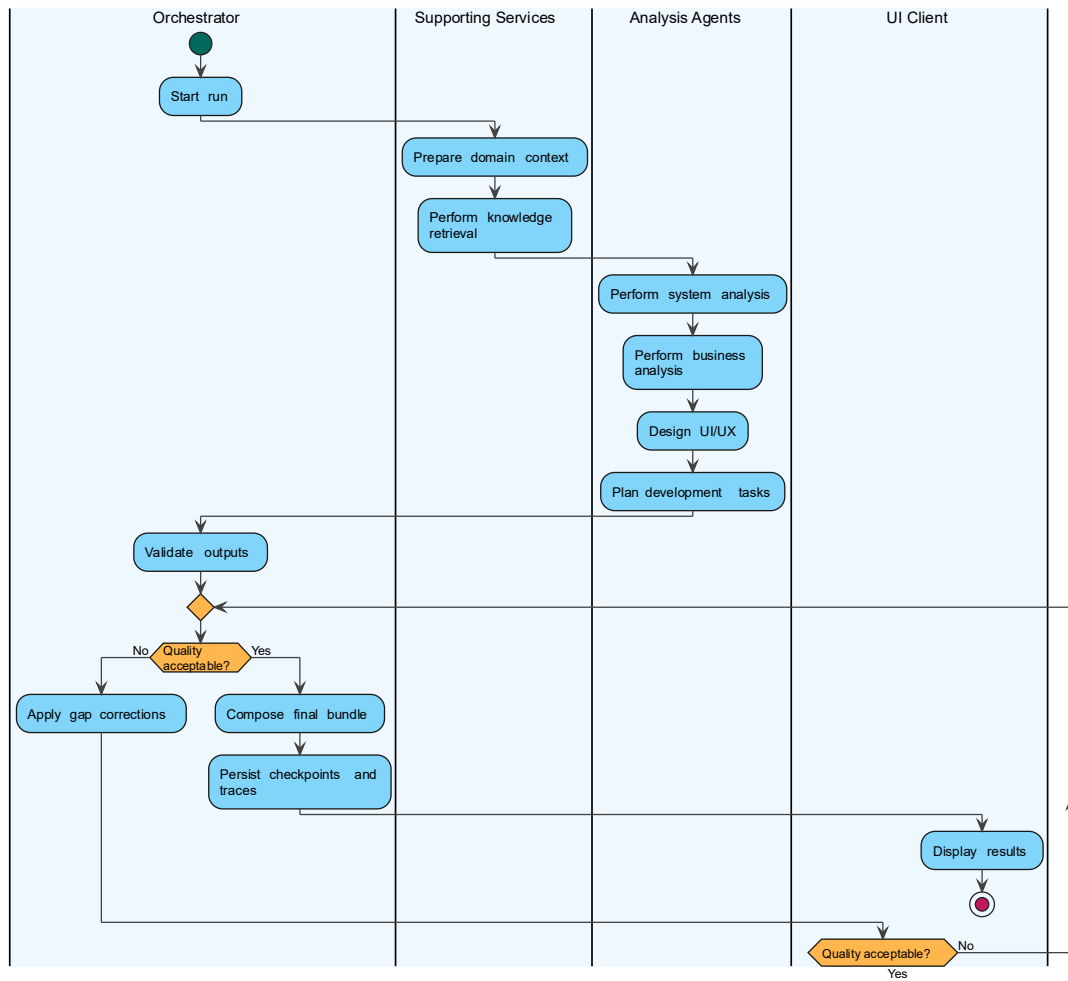 Orchestrator
Supporting Services
Analysis Agents
UI Client
Start run
Prepare domain context
Perform knowledge
retrieval
Perform system analysis
Perform business
analysis
Design UI/UX
Plan development tasks
Validate outputs
No
Quality
acceptable?
Yes
Apply gap corrections
Compose final bundle
Persist checkpoints and
traces
Display results
Quality acceptable?
No
Yes